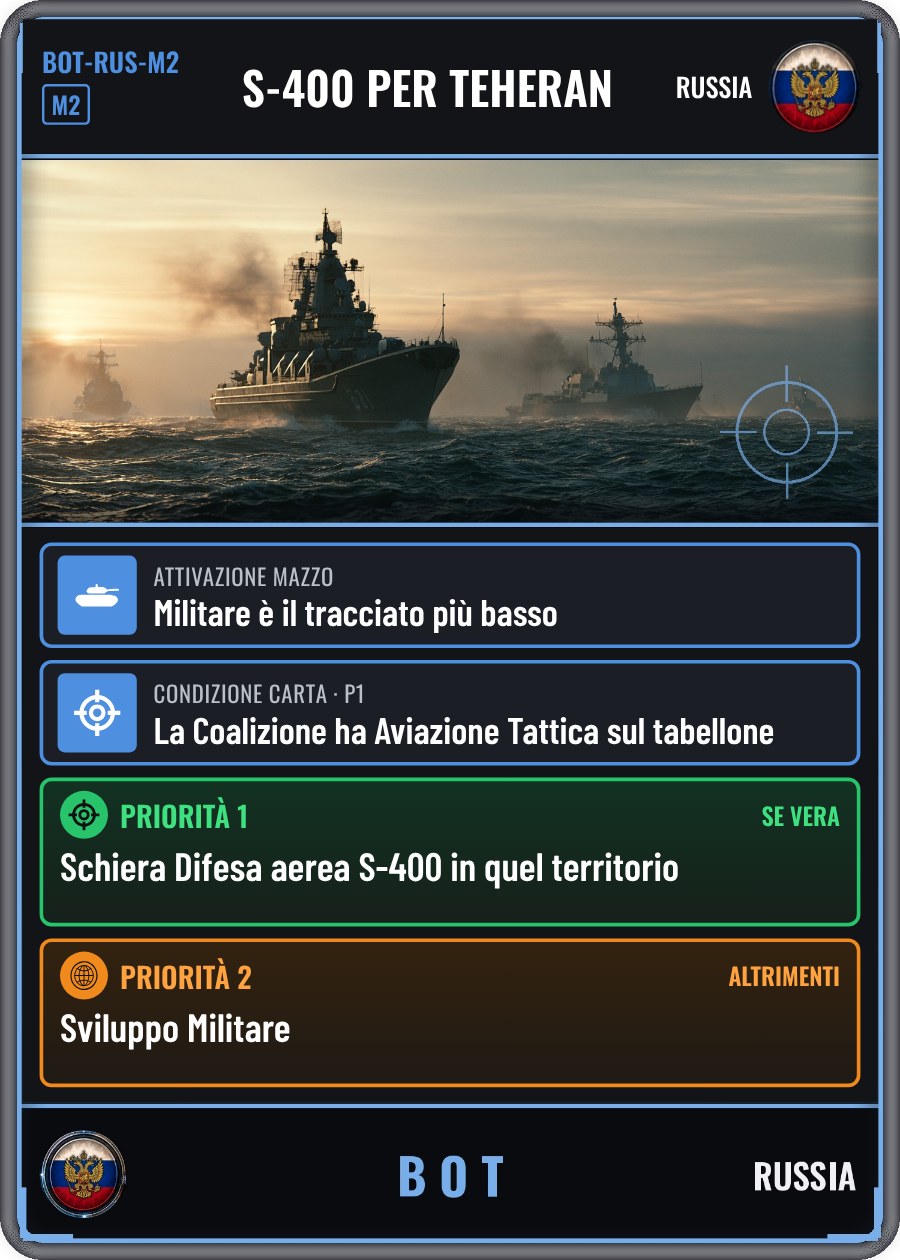 BOT-RUS-M2
M2
S-400 PER TEHERAN
RUSSIA
ATTIVAZIONE MAZZO
Militare è il tracciato più basso
CONDIZIONE CARTA · P1
La Coalizione ha Aviazione Tattica sul tabellone
PRIORITÀ 1
SE VERA
Schiera Difesa aerea S-400 in quel territorio
PRIORITÀ 2
ALTRIMENTI
Sviluppo Militare
BOT
RUSSIA